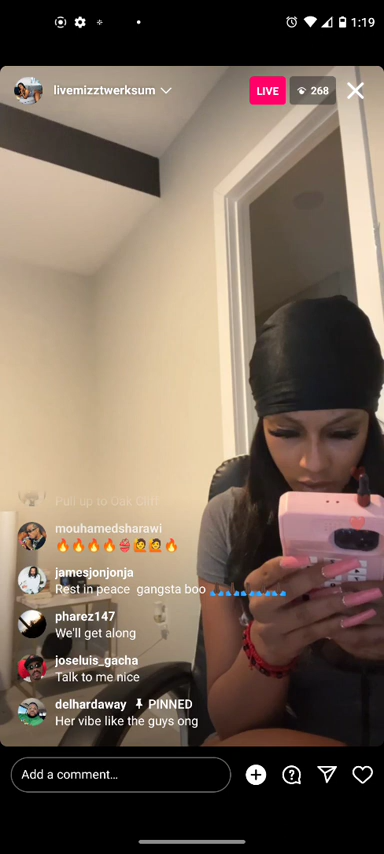 1:19
livemizztwerksum
LIVE
268
Pull up to Oak Cliff
mouhamedsharawi
🔥🔥🔥🔥👙🙋🙋🔥
jamesjonjonja
Rest in peace gangsta boo 🌊🌊🌊🌊🌊🌊
pharez147
We'll get along
joseluis_gacha
Talk to me nice
delhardaway 📌 PINNED
Her vibe like the guys ong
Add a comment...